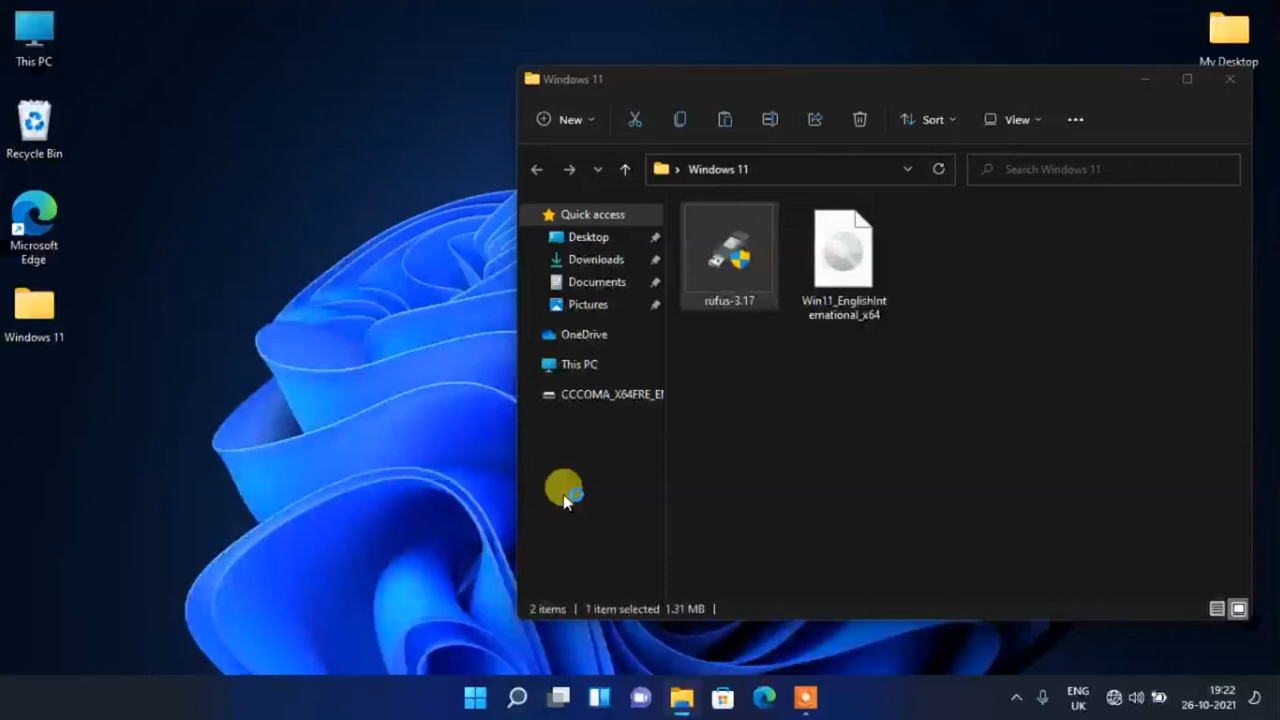 This PC
Recycle Bin
Microsoft
Edge
Windows 11
My Desktop
Windows 11
New
Sort
View
Windows 11
Search Windows 11
Quick access
Desktop
Downloads
Documents
Pictures
OneDrive
This PC
CCCOMA_X64FRE_EN
rufus-3.17
Win11_EnglishInt
ernational_x64
2 items
1 item selected 1.31 MB
ENG
UK
19:22
26-10-2021